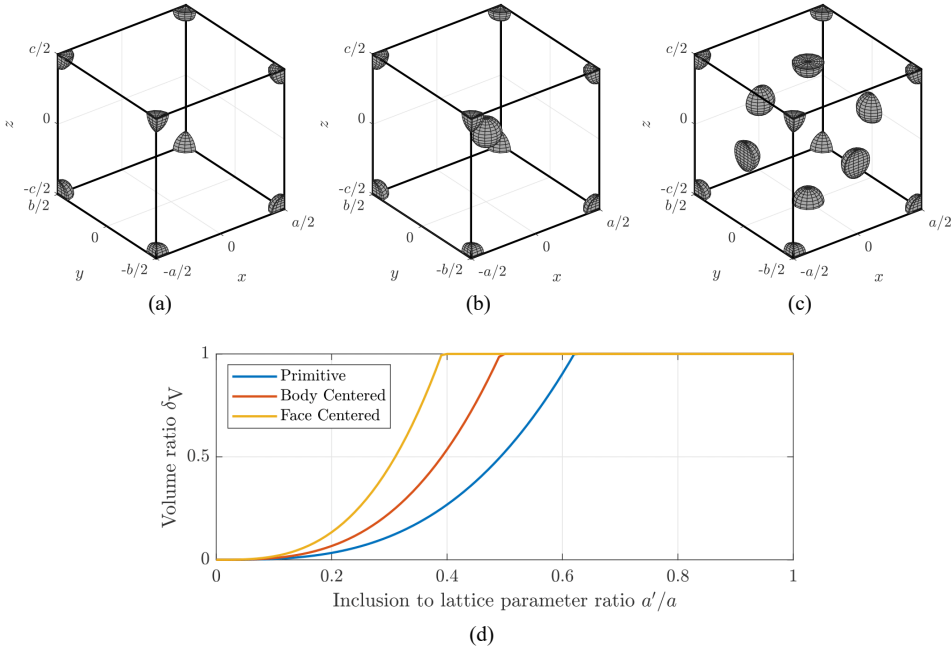 c/2
0
-c/2
b/2
0
-b/2
-a/2
0
a/2
z
y
x
(a)
c/2
0
-c/2
b/2
0
-b/2
-a/2
0
a/2
z
y
x
(b)
c/2
0
-c/2
b/2
0
-b/2
-a/2
0
a/2
z
y
x
(c)
Volume ratio δV
1
0.5
0
Primitive
Body Centered
Face Centered
0 0.2 0.4 0.6 0.8 1
Inclusion to lattice parameter ratio a′/a
(d)